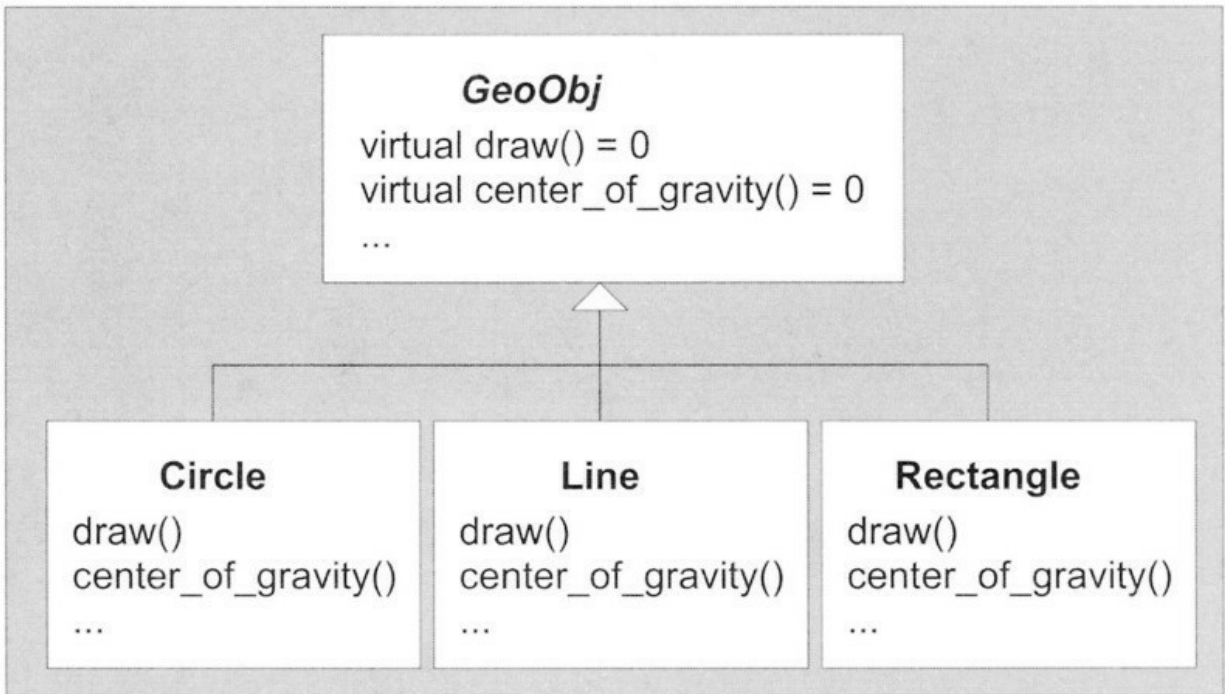 GeoObj
virtual draw() = 0
virtual center_of_gravity() = 0
...
Circle
draw()
center_of_gravity()
...
Line
draw()
center_of_gravity()
...
Rectangle
draw()
center_of_gravity()
...